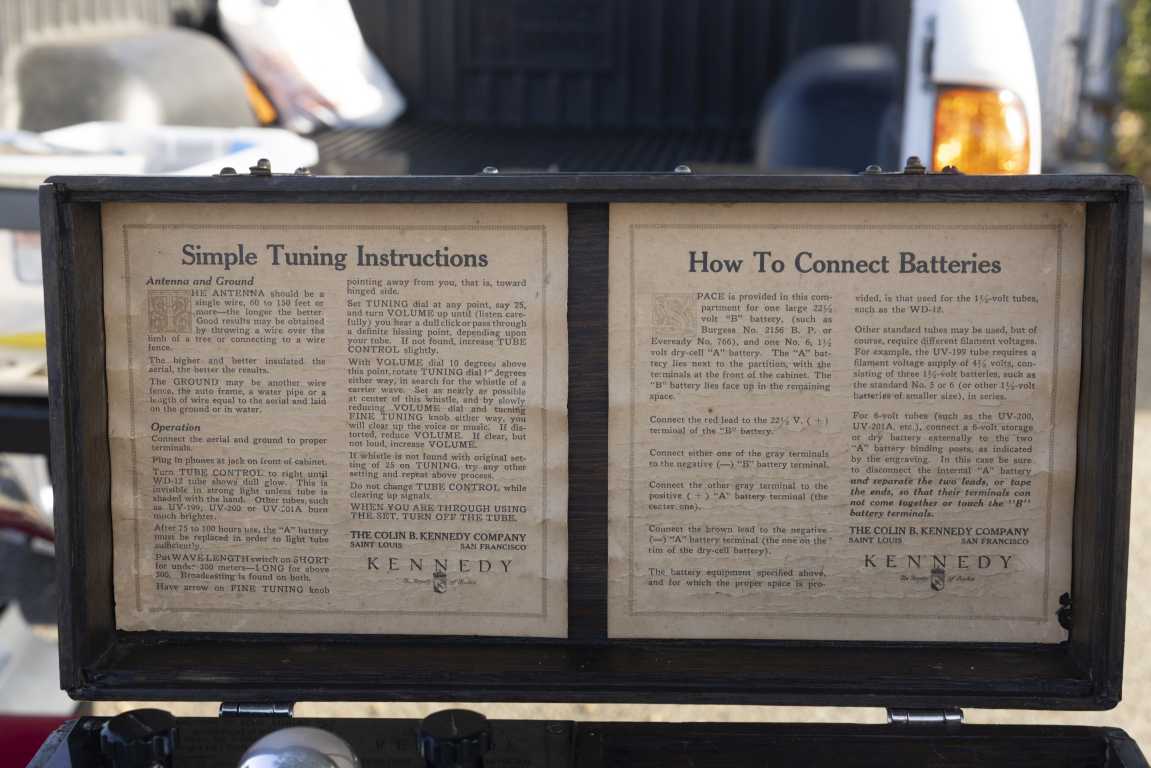 Simple Tuning Instructions
Antenna and Ground
THE ANTENNA should be a
single wire, 60 to 150 feet or
more—the longer the better.
Good results may be obtained
by throwing a wire over the
limb of a tree or connecting to a wire
fence.
The higher and better insulated the
aerial, the better the results.
The GROUND may be another wire
fence, the auto frame, a water pipe or a
length of wire equal to the aerial and laid
on the ground or in water.
Operation
Connect the aerial and ground to proper
terminals.
Plug in phones at jack on front of cabinet.
Turn TUBE CONTROL to right until
WD-12 tube shows dull glow. This is
invisible in strong light unless tube is
shaded with the hand. Other tubes, such
as UV-199, UV-200 or UV-201A burn
much brighter.
After 75 to 100 hours use, the "A" battery
must be replaced in order to light tube
sufficiently.
Put WAVE-LENGTH switch on SHORT
for under 300 meters—LONG for above
300. Broadcasting is found on both.
Have arrow on FINE TUNING knob
pointing away from you, that is, toward
hinged side.
Set TUNING dial at any point, say 25,
and turn VOLUME up until (listen care-
fully) you hear a dull click or pass through
a definite hissing point, depending upon
your tube. If not found, increase TUBE
CONTROL slightly.
With VOLUME dial 10 degrees above
this point, rotate TUNING dial degrees
either way, in search for the whistle of a
carrier wave. Set as nearly as possible
at center of this whistle, and by slowly
reducing VOLUME dial and turning
FINE TUNING knob either way, you
will clear up the voice or music. If dis-
torted, reduce VOLUME. If clear, but
not loud, increase VOLUME.
If whistle is not found with original set-
ting of 25 on TUNING, try any other
setting and repeat above process.
Do not change TUBE CONTROL while
clearing up signals.
WHEN YOU ARE THROUGH USING
THE SET, TURN OFF THE TUBE.
THE COLIN B. KENNEDY COMPANY
SAINT LOUIS SAN FRANCISCO
KENNEDY
The Royalty of Radio
How To Connect Batteries
SPACE is provided in this com-
partment for one large 22½
volt "B" battery, (such as
Burgess No. 2156 B. P. or
Eveready No. 766), and one No. 6, 1½
volt dry-cell "A" battery. The "A" bat-
tery lies next to the partition, with the
terminals at the front of the cabinet. The
"B" battery lies face up in the remaining
space.
Connect the red lead to the 22½ V. (+)
terminal of the "B" battery.
Connect either one of the gray terminals
to the negative (—) "B" battery terminal.
Connect the other gray terminal to the
positive (+) "A" battery terminal (the
center one).
Connect the brown lead to the negative
(—) "A" battery terminal (the one on the
rim of the dry-cell battery).
The battery equipment specified above,
and for which the proper space is pro-
vided, is that used for the 1½-volt tubes,
such as the WD-12.
Other standard tubes may be used, but of
course, require different filament voltages.
For example, the UV-199 tube requires a
filament voltage supply of 4½ volts, con-
sisting of three 1½-volt batteries, such as
the standard No. 5 or 6 (or other 1½-volt
batteries of smaller size), in series.
For 6-volt tubes (such as the UV-200,
UV-201A, etc.), connect a 6-volt storage
or dry battery externally to the two
"A" battery binding posts, as indicated
by the engraving. In this case be sure
to disconnect the internal "A" battery
and separate the two leads, or tape
the ends, so that their terminals can
not come together or touch the "B"
battery terminals.
THE COLIN B. KENNEDY COMPANY
SAINT LOUIS SAN FRANCISCO
KENNEDY
The Royalty of Radio